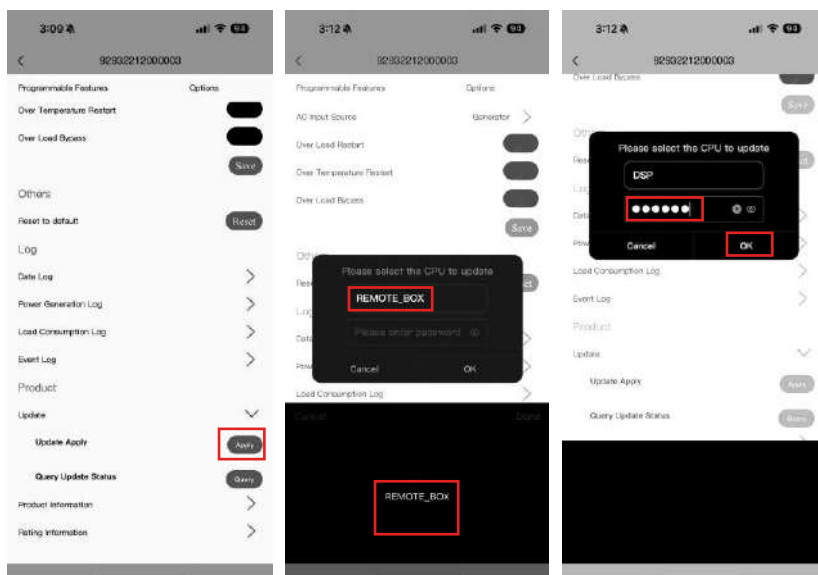 3:09
94
92932212000003
Programmable Features Options
Over Temperature Restart
Over Load Bypass
Save
Others
Reset to default Reset
Log
Date Log
Power Generation Log
Load Consumption Log
Event Log
Product
Update
Update Apply Apply
Query Update Status Query
Product Information
Rating Information
3:12
94
92932212000003
Programmable Features Options
AC Input Source Generator
Over Load Restart
Over Temperature Restart
Over Load Bypass
Save
Please select the CPU to update
REMOTE_BOX
Please enter password
Cancel OK
Load Consumption Log
Cancel Done
REMOTE_BOX
3:12
94
92932212000003
Over Load Bypass
Save
Please select the CPU to update
DSP
Cancel OK
Load Consumption Log
Event Log
Product
Update
Update Apply Apply
Query Update Status